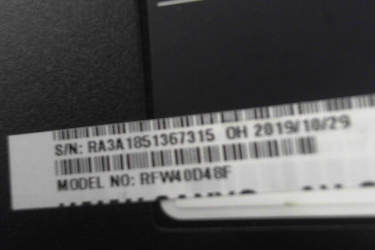 S/N: RA3A1851367315 OH 2019/10/29
MODEL NO: RFW40D48F